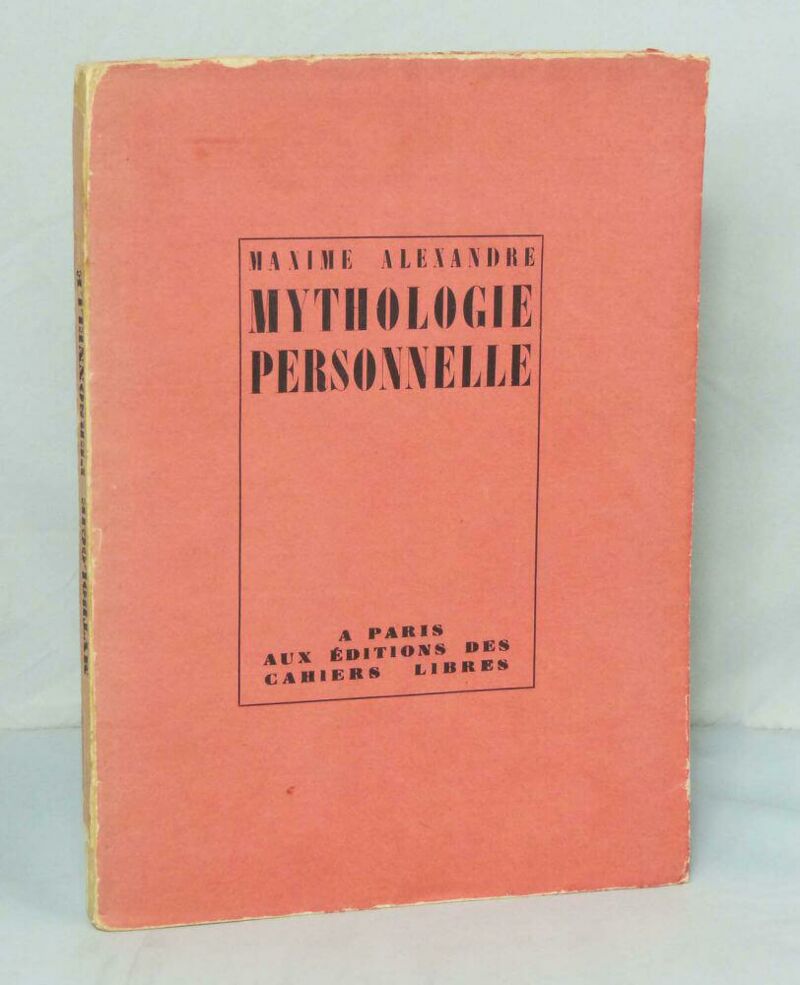 MAXIME ALEXANDRE
MYTHOLOGIE
PERSONNELLE
A PARIS
AUX ÉDITIONS DES
CAHIERS LIBRES